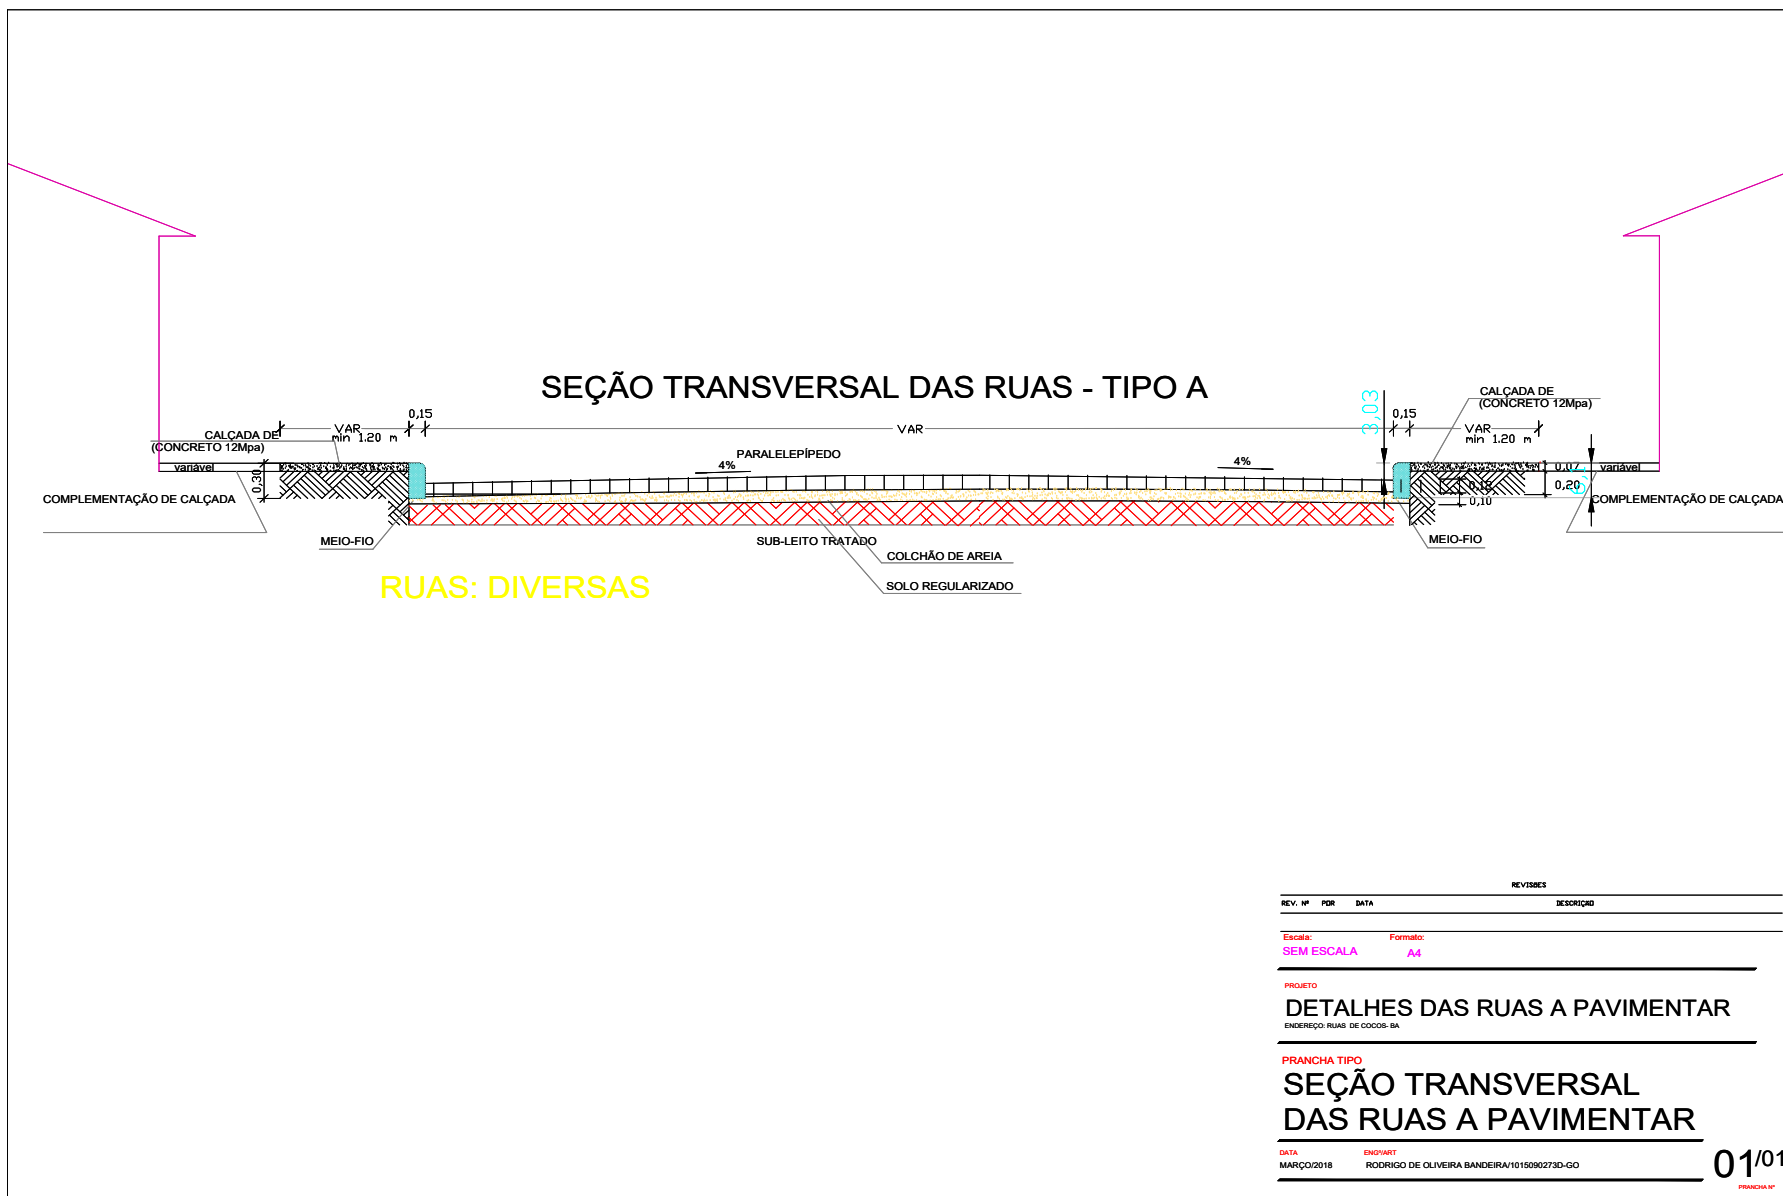 SEÇÃO TRANSVERSAL DAS RUAS - TIPO A
3,03
CALÇADA DE
(CONCRETO 12Mpa)
0,15
0,15
VAR
min 1.20 m
VAR
VAR
min 1.20 m
CALÇADA DE
(CONCRETO 12Mpa)
PARALELEPÍPEDO
4%
4%
variável
0,30
0,07
variável
COMPLEMENTAÇÃO DE CALÇADA
0,20
0,10
COMPLEMENTAÇÃO DE CALÇADA
MEIO-FIO
SUB-LEITO TRATADO
MEIO-FIO
COLCHÃO DE AREIA
SOLO REGULARIZADO
RUAS: DIVERSAS
REVISÕES
REV. Nº POR DATA DESCRIÇÃO
Escala: Formato:
SEM ESCALA A4
PROJETO
DETALHES DAS RUAS A PAVIMENTAR
ENDEREÇO: RUAS DE COCOS- BA
PRANCHA TIPO
SEÇÃO TRANSVERSAL
DAS RUAS A PAVIMENTAR
DATA ENGº/ART
MARÇO/2018 RODRIGO DE OLIVEIRA BANDEIRA/1015090273D-GO
01/01
PRANCHA Nº